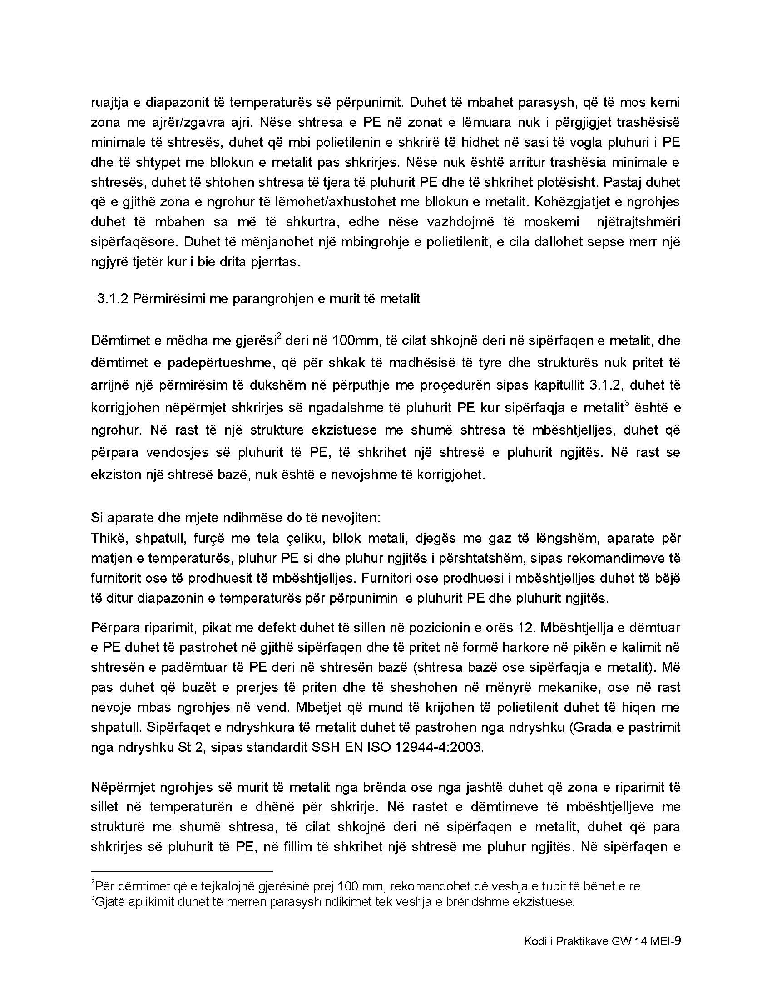 ruajtja e diapazonit të temperaturës së përpunimit. Duhet të mbahet parasysh, që të mos kemi
zona me ajrër/zgavra ajri. Nëse shtresa e PE në zonat e lëmuara nuk i përgjigjet trashësisë
minimale të shtresës, duhet që mbi polietilenin e shkrirë të hidhet në sasi të vogla pluhuri i PE
dhe të shtypet me bllokun e metalit pas shkrirjes. Nëse nuk është arritur trashësia minimale e
shtresës, duhet të shtohen shtresa të tjera të pluhurit PE dhe të shkrihet plotësisht. Pastaj duhet
që e gjithë zona e ngrohur të lëmohet/axhustohet me bllokun e metalit. Kohëzgjatjet e ngrohjes
duhet të mbahen sa më të shkurtra, edhe nëse vazhdojmë të moskemi  njëtrajtshmëri
sipërfaqësore. Duhet të mënjanohet një mbingrohje e polietilenit, e cila dallohet sepse merr një
ngjyrë tjetër kur i bie drita pjerrtas.
3.1.2 Përmirësimi me parangrohjen e murit të metalit
Dëmtimet e mëdha me gjerësi² deri në 100mm, të cilat shkojnë deri në sipërfaqen e metalit, dhe
dëmtimet e padepërtueshme, që për shkak të madhësisë të tyre dhe strukturës nuk pritet të
arrijnë një përmirësim të dukshëm në përputhje me proçedurën sipas kapitullit 3.1.2, duhet të
korrigjohen nëpërmjet shkrirjes së ngadalshme të pluhurit PE kur sipërfaqja e metalit³ është e
ngrohur. Në rast të një strukture ekzistuese me shumë shtresa të mbështjelljes, duhet që
përpara vendosjes së pluhurit të PE, të shkrihet një shtresë e pluhurit ngjitës. Në rast se
ekziston një shtresë bazë, nuk është e nevojshme të korrigjohet.
Si aparate dhe mjete ndihmëse do të nevojiten:
Thikë, shpatull, furçë me tela çeliku, bllok metali, djegës me gaz të lëngshëm, aparate për
matjen e temperaturës, pluhur PE si dhe pluhur ngjitës i përshtatshëm, sipas rekomandimeve të
furnitorit ose të prodhuesit të mbështjelljes. Furnitori ose prodhuesi i mbështjelljes duhet të bëjë
të ditur diapazonin e temperaturës për përpunimin  e pluhurit PE dhe pluhurit ngjitës.
Përpara riparimit, pikat me defekt duhet të sillen në pozicionin e orës 12. Mbështjellja e dëmtuar
e PE duhet të pastrohet në gjithë sipërfaqen dhe të pritet në formë harkore në pikën e kalimit në
shtresën e padëmtuar të PE deri në shtresën bazë (shtresa bazë ose sipërfaqja e metalit). Më
pas duhet që buzët e prerjes të priten dhe të sheshohen në mënyrë mekanike, ose në rast
nevoje mbas ngrohjes në vend. Mbetjet që mund të krijohen të polietilenit duhet të hiqen me
shpatull. Sipërfaqet e ndryshkura të metalit duhet të pastrohen nga ndryshku (Grada e pastrimit
nga ndryshku St 2, sipas standardit SSH EN ISO 12944-4:2003.
Nëpërmjet ngrohjes së murit të metalit nga brënda ose nga jashtë duhet që zona e riparimit të
sillet në temperaturën e dhënë për shkrirje. Në rastet e dëmtimeve të mbështjelljeve me
strukturë me shumë shtresa, të cilat shkojnë deri në sipërfaqen e metalit, duhet që para
shkrirjes së pluhurit të PE, në fillim të shkrihet një shtresë me pluhur ngjitës. Në sipërfaqen e
²Për dëmtimet që e tejkalojnë gjerësinë prej 100 mm, rekomandohet që veshja e tubit të bëhet e re.
³Gjatë aplikimit duhet të merren parasysh ndikimet tek veshja e brëndshme ekzistuese.
Kodi i Praktikave GW 14 MEI-9